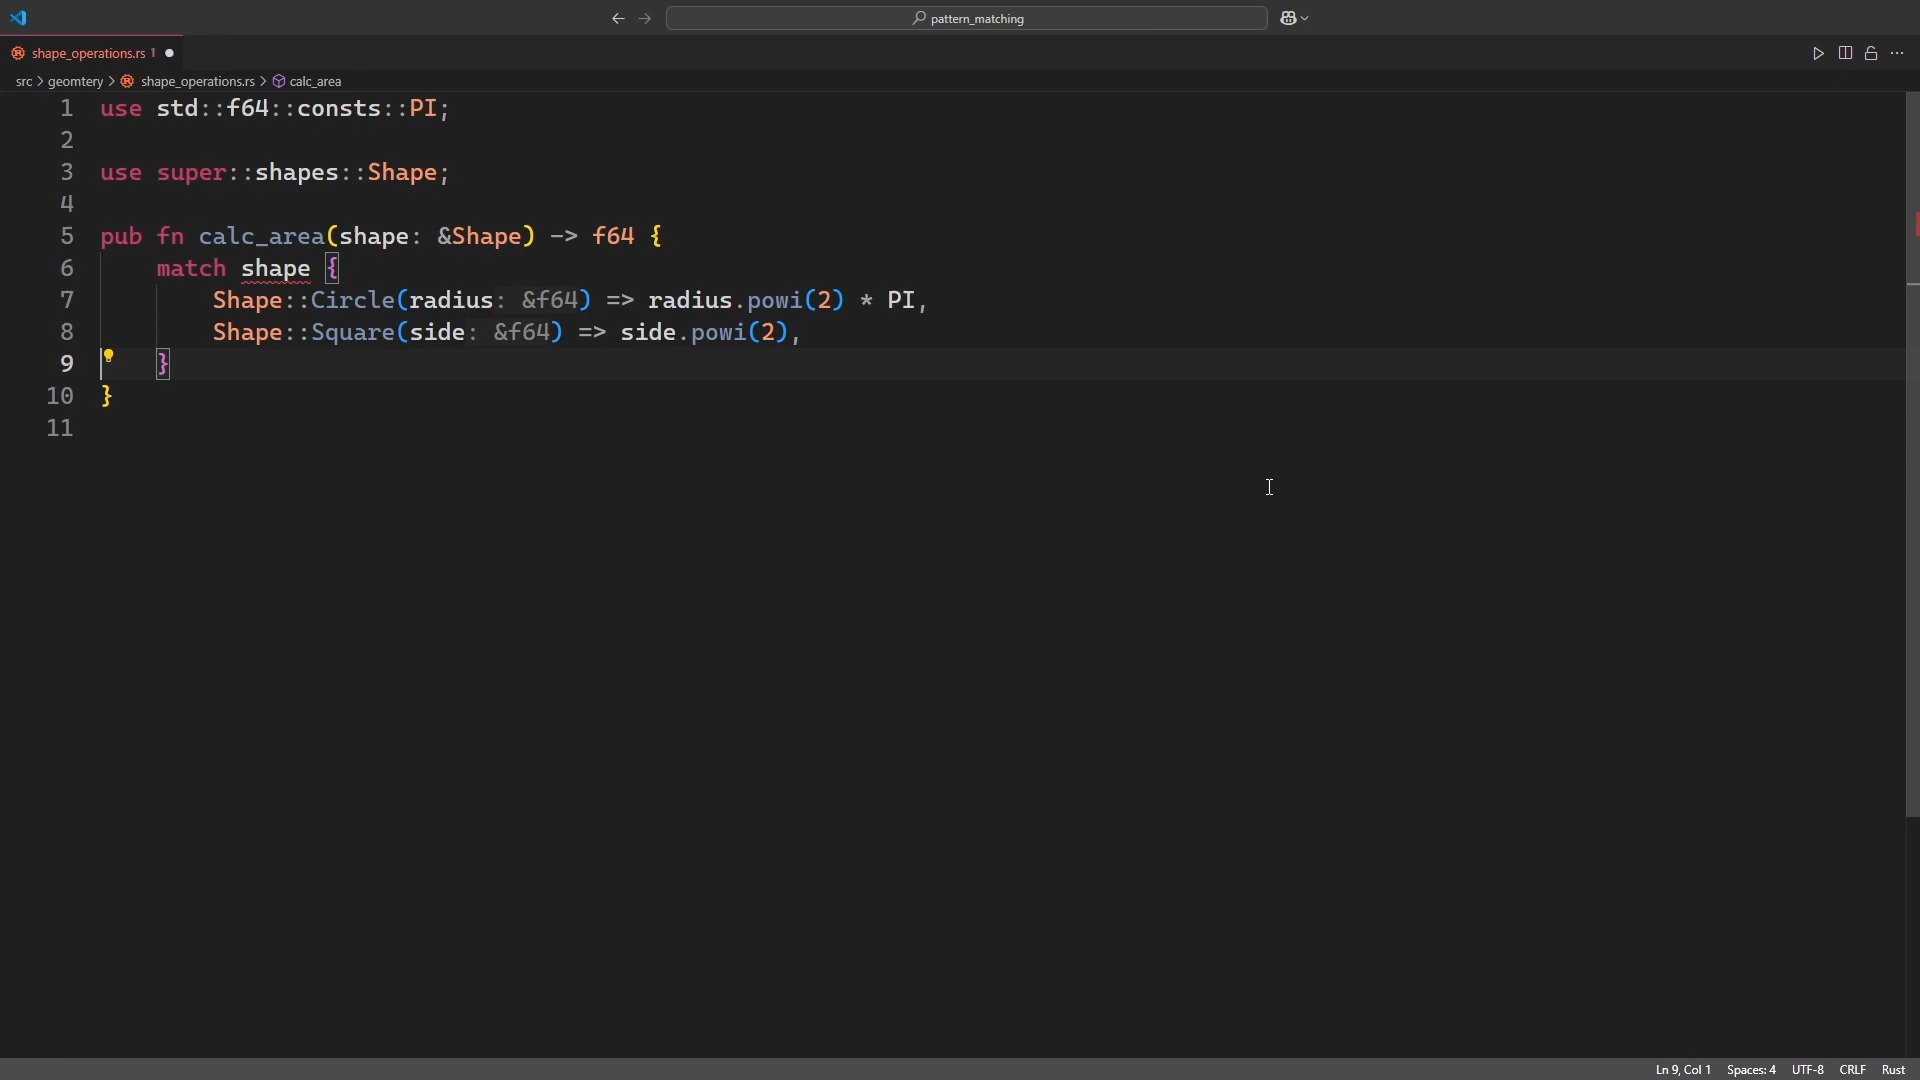 pattern_matching
shape_operations.rs 1
src > geomtery > shape_operations.rs > calc_area
1 use std::f64::consts::PI;
2
3 use super::shapes::Shape;
4
5 pub fn calc_area(shape: &Shape) -> f64 {
6 match shape {
7 Shape::Circle(radius: &f64) => radius.powi(2) * PI,
8 Shape::Square(side: &f64) => side.powi(2),
9 }
10 }
11
Ln 9, Col 1 Spaces: 4 UTF-8 CRLF Rust